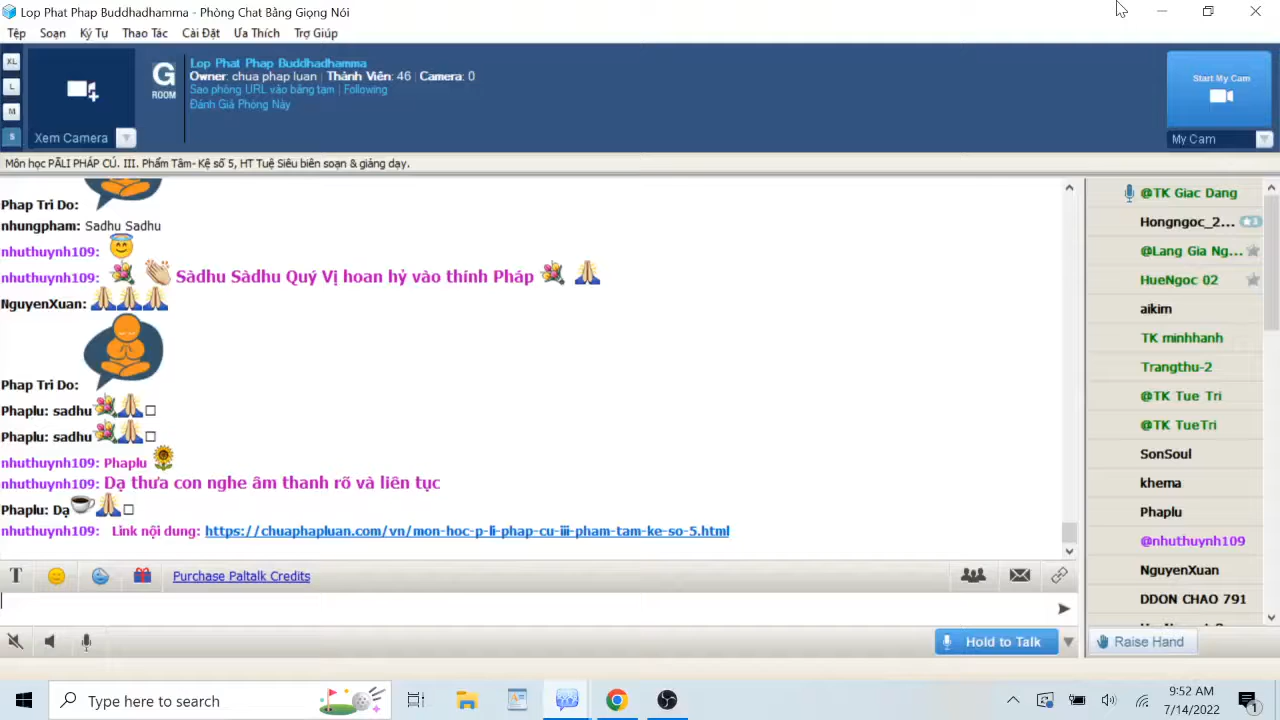 Lop Phat Phap Buddhadhamma - Phòng Chat Bằng Giọng Nói
Tệp Soạn Ký Tự Thao Tác Cài Đặt Ưa Thích Trợ Giúp
XL
L
M
S
Xem Camera
G
ROOM
Lop Phat Phap Buddhadhamma
Owner: chua phap luan | Thành Viên: 46 | Camera: 0
Sao phòng URL vào bảng tạm | Following
Đánh Giá Phòng Này
Start My Cam
My Cam
Môn học PĀLI PHÁP CÚ. III. Phẩm Tâm- Kệ số 5, HT Tuệ Siêu biên soạn & giảng dạy.
Phap Tri Do:
nhungpham: Sadhu Sadhu
nhuthuynh109: 😇
nhuthuynh109: 💐 👏 Sàdhu Sàdhu Quý Vị hoan hỷ vào thính Pháp 💐 🙏
NguyenXuan: 🙏🙏🙏
Phap Tri Do:
Phaplu: sadhu💐🙏□
Phaplu: sadhu💐🙏□
nhuthuynh109: Phaplu 🌻
nhuthuynh109: Dạ thưa con nghe âm thanh rõ và liên tục
Phaplu: Dạ☕🙏□
nhuthuynh109: Link nội dung: https://chuaphapluan.com/vn/mon-hoc-p-li-phap-cu-iii-pham-tam-ke-so-5.html
T
Purchase Paltalk Credits
Hold to Talk
@TK Giac Dang
Hongngoc_2...
@Lang Gia Ng...
HueNgoc 02
aikim
TK minhhanh
Trangthu-2
@TK Tue Tri
@TK TueTri
SonSoul
khema
Phaplu
@nhuthuynh109
NguyenXuan
DDON CHAO 791
Raise Hand
Type here to search
9:52 AM
7/14/2022
1